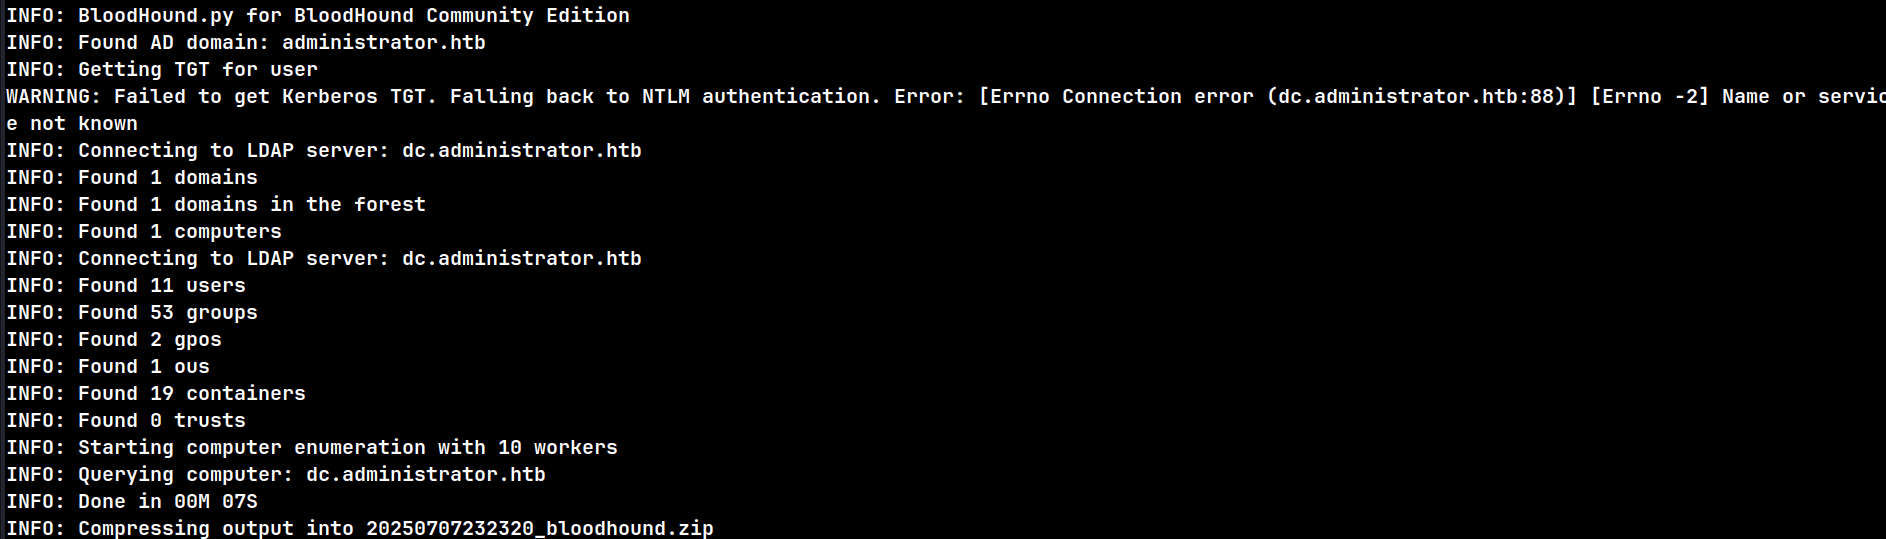 INFO: BloodHound.py for BloodHound Community Edition
INFO: Found AD domain: administrator.htb
INFO: Getting TGT for user
WARNING: Failed to get Kerberos TGT. Falling back to NTLM authentication. Error: [Errno Connection error (dc.administrator.htb:88)] [Errno -2] Name or servic
e not known
INFO: Connecting to LDAP server: dc.administrator.htb
INFO: Found 1 domains
INFO: Found 1 domains in the forest
INFO: Found 1 computers
INFO: Connecting to LDAP server: dc.administrator.htb
INFO: Found 11 users
INFO: Found 53 groups
INFO: Found 2 gpos
INFO: Found 1 ous
INFO: Found 19 containers
INFO: Found 0 trusts
INFO: Starting computer enumeration with 10 workers
INFO: Querying computer: dc.administrator.htb
INFO: Done in 00M 07S
INFO: Compressing output into 20250707232320_bloodhound.zip